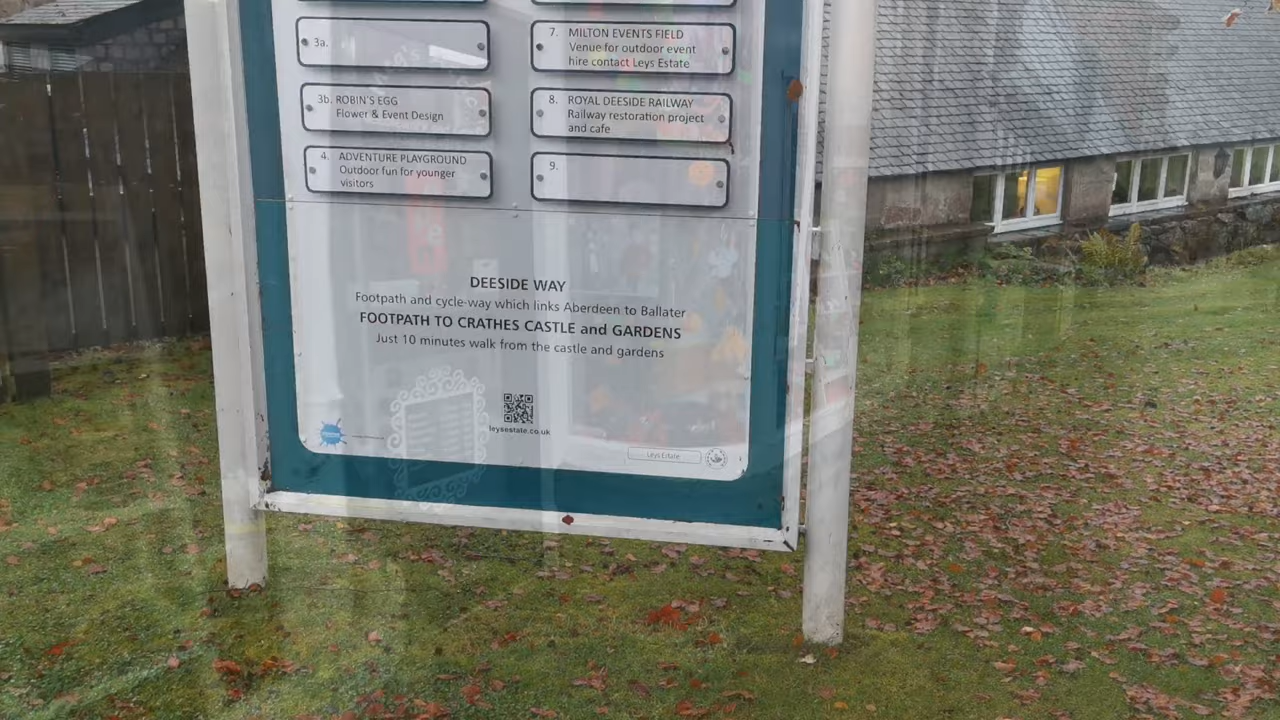 3a.
3b. ROBIN'S EGG
Flower & Event Design
4. ADVENTURE PLAYGROUND
Outdoor fun for younger
visitors
7. MILTON EVENTS FIELD
Venue for outdoor event
hire contact Leys Estate
8. ROYAL DEESIDE RAILWAY
Railway restoration project
and cafe
9.
DEESIDE WAY
Footpath and cycle-way which links Aberdeen to Ballater
FOOTPATH TO CRATHES CASTLE and GARDENS
Just 10 minutes walk from the castle and gardens
leysestate.co.uk
Leys Estate